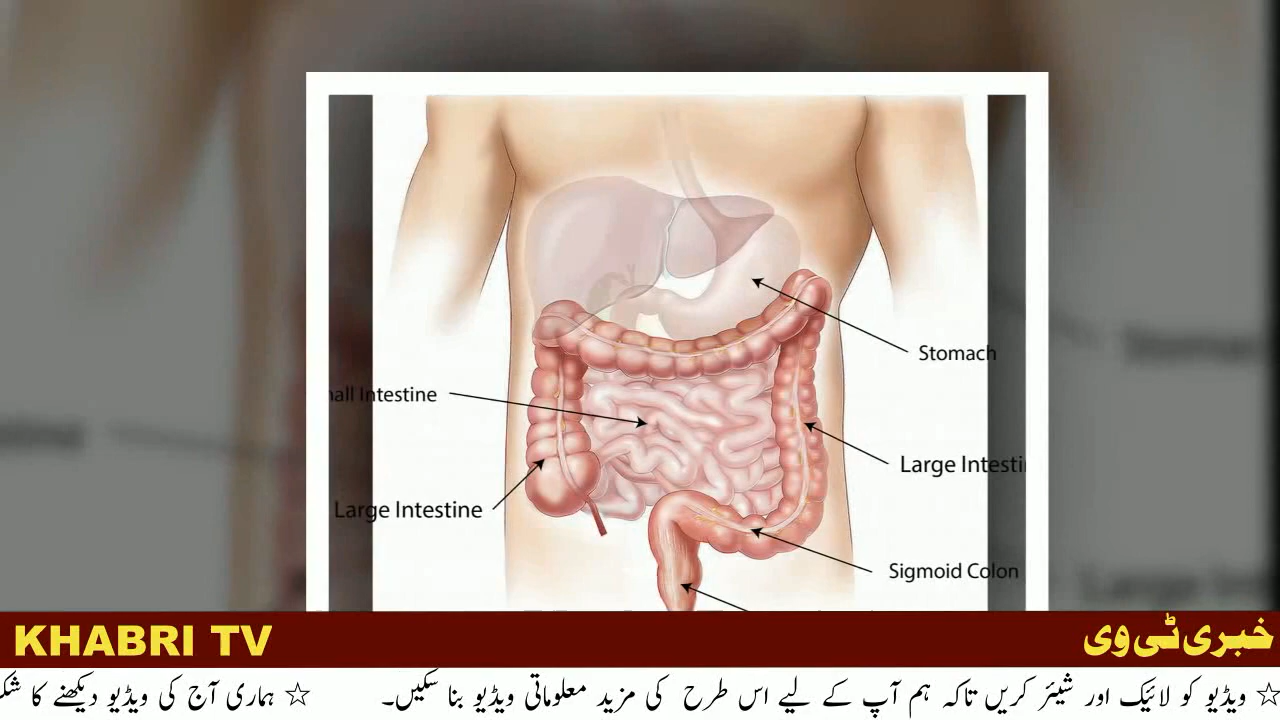 Stomach
Intestine
Large Intestine
Large
Sigmoid Colon
KHABRI TV
خبری ٹی وی
☆ ویڈیو کو لائیک اور شیئر کریں تاکہ ہم آپ کے لیے اس طرح کی مزید معلوماتی ویڈیو بنا سکیں۔ ☆ ہماری آج کی ویڈیو دیکھنے کا